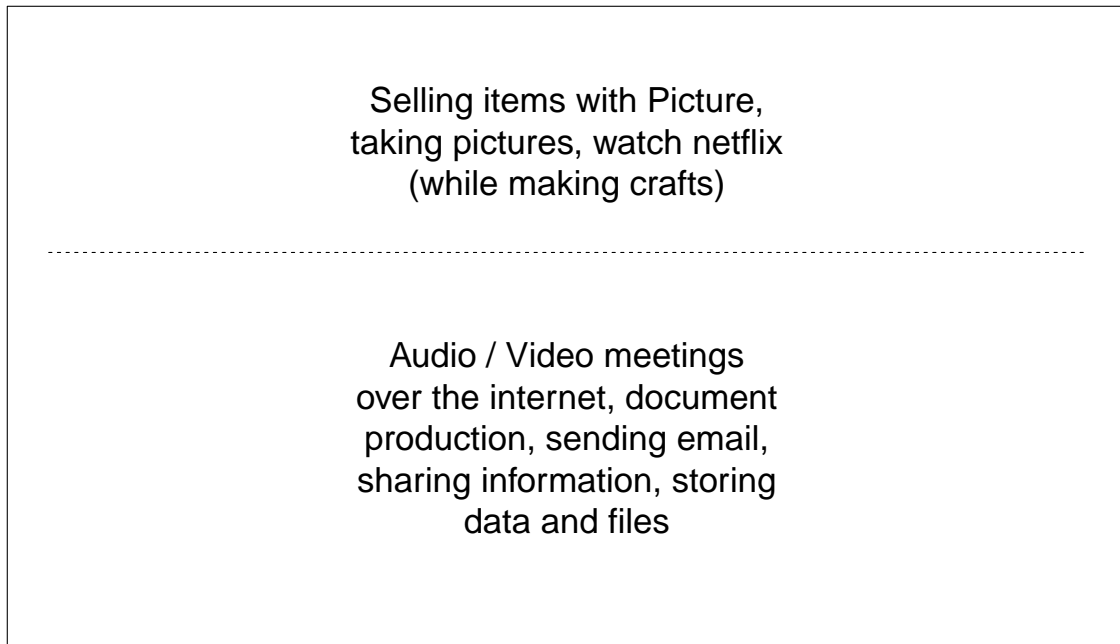 Selling items with Picture,
taking pictures, watch netflix
(while making crafts)
Audio / Video meetings
over the internet, document
production, sending email,
sharing information, storing
data and files